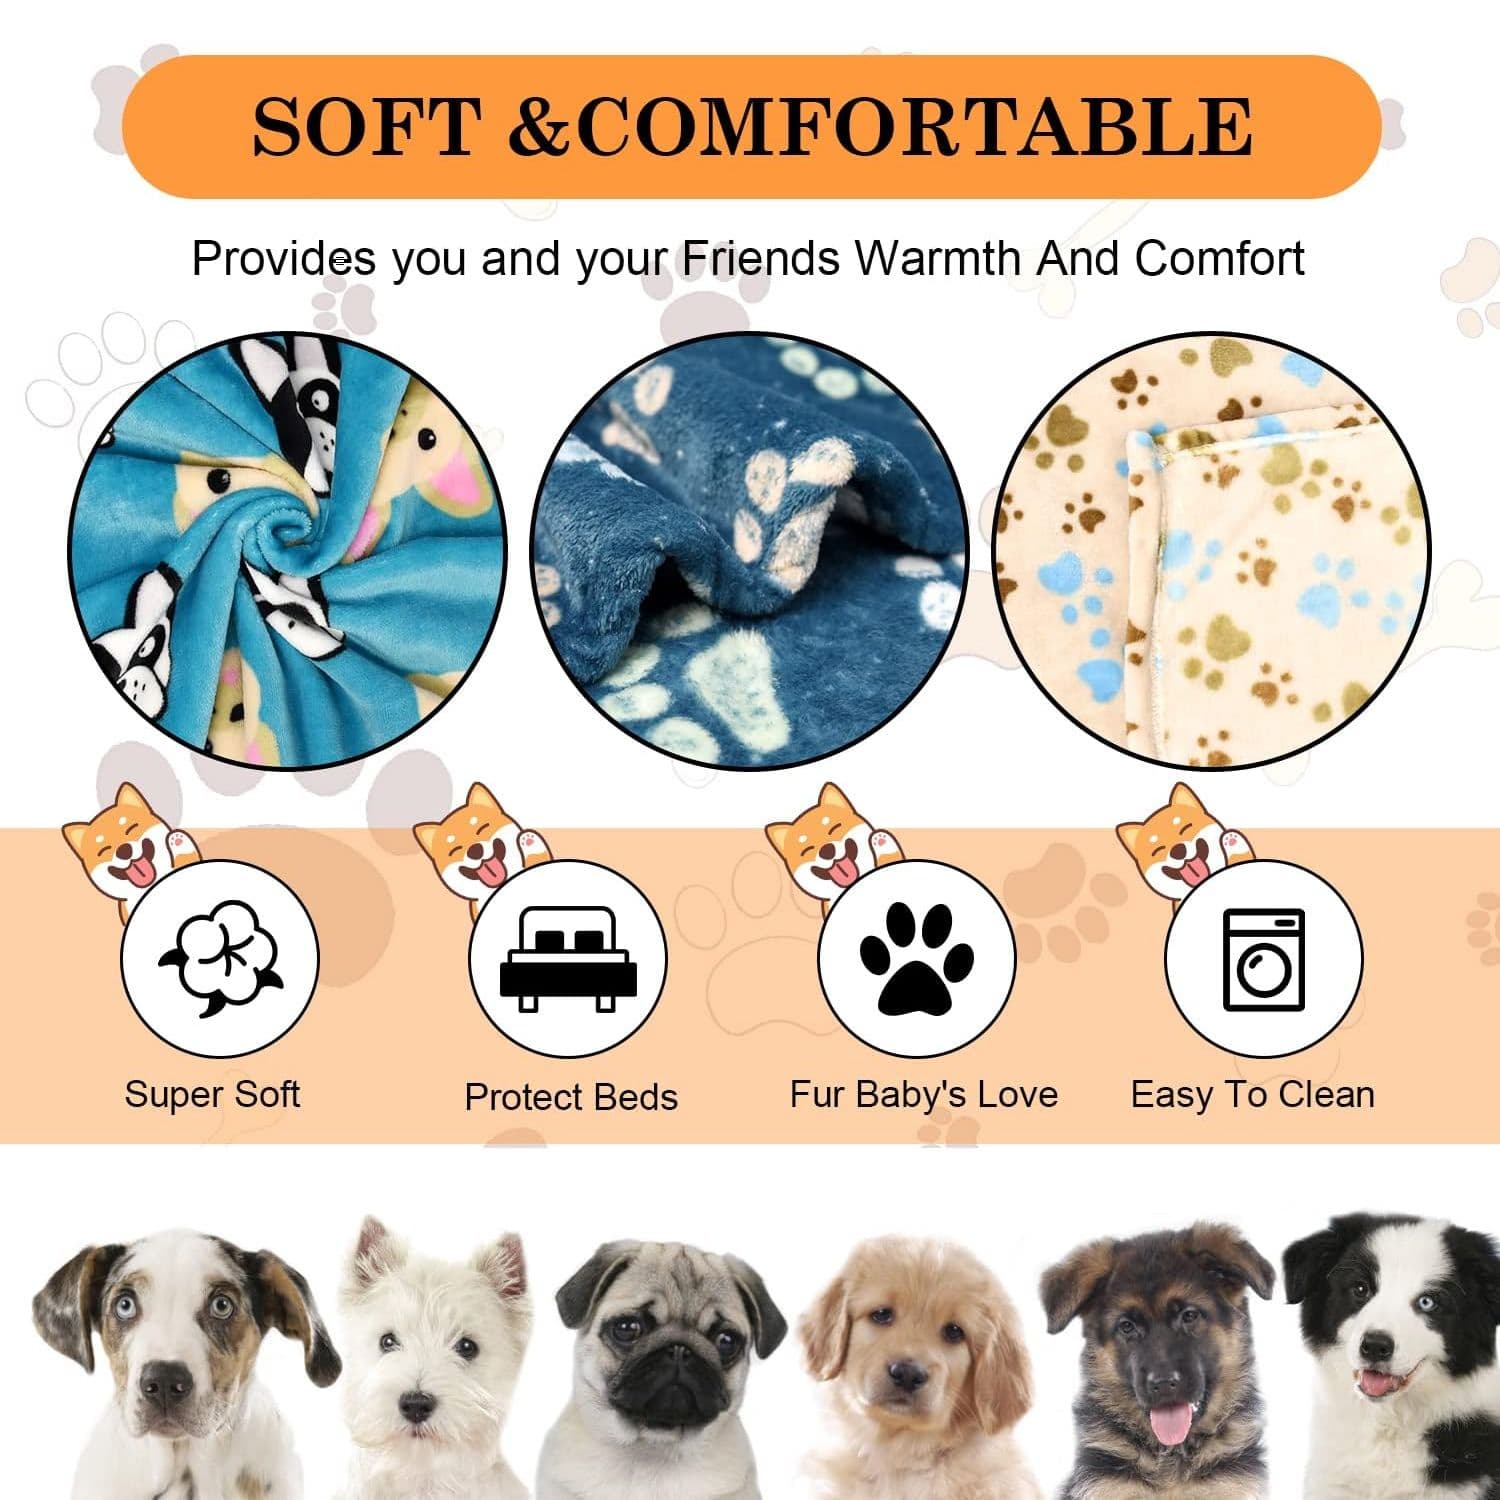 SOFT &COMFORTABLE
Provides you and your Friends Warmth And Comfort
Super Soft
Protect Beds
Fur Baby's Love
Easy To Clean